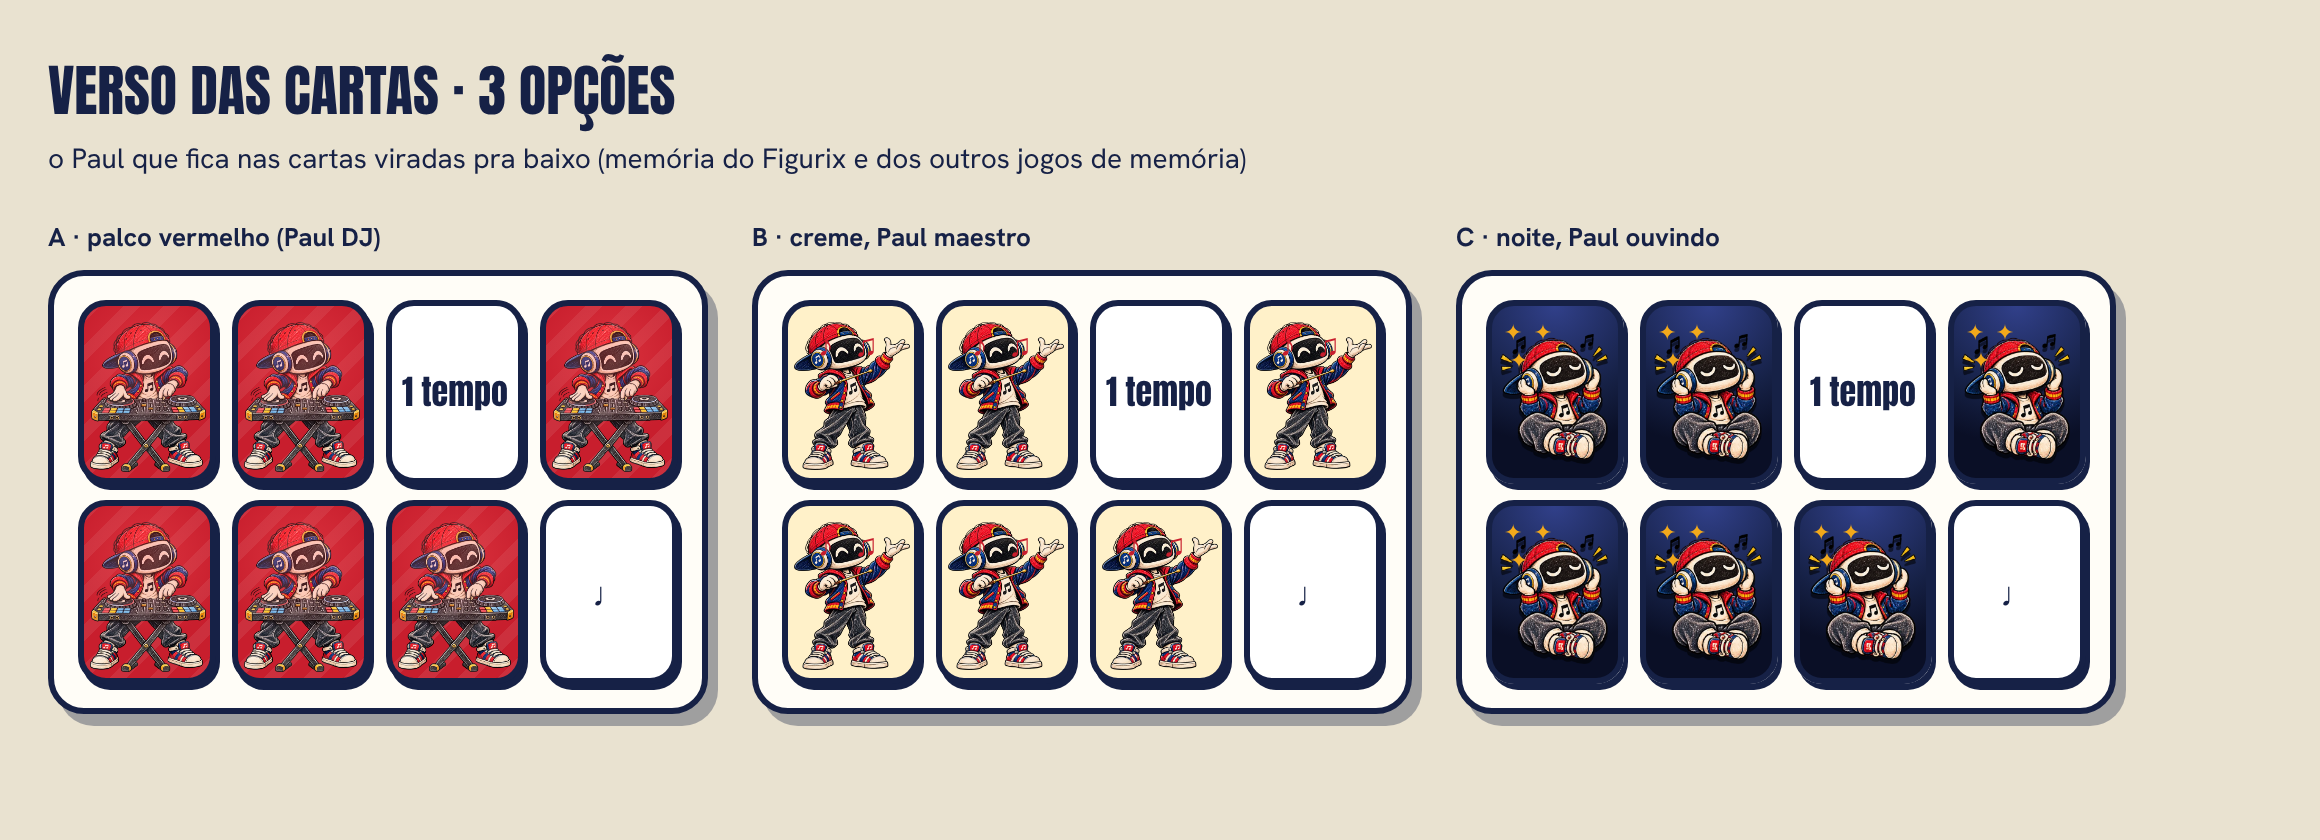 VERSO DAS CARTAS · 3 OPÇÕES
o Paul que fica nas cartas viradas pra baixo (memória do Figurix e dos outros jogos de memória)
A · palco vermelho (Paul DJ)
1 tempo
♩
B · creme, Paul maestro
1 tempo
♩
C · noite, Paul ouvindo
1 tempo
♩